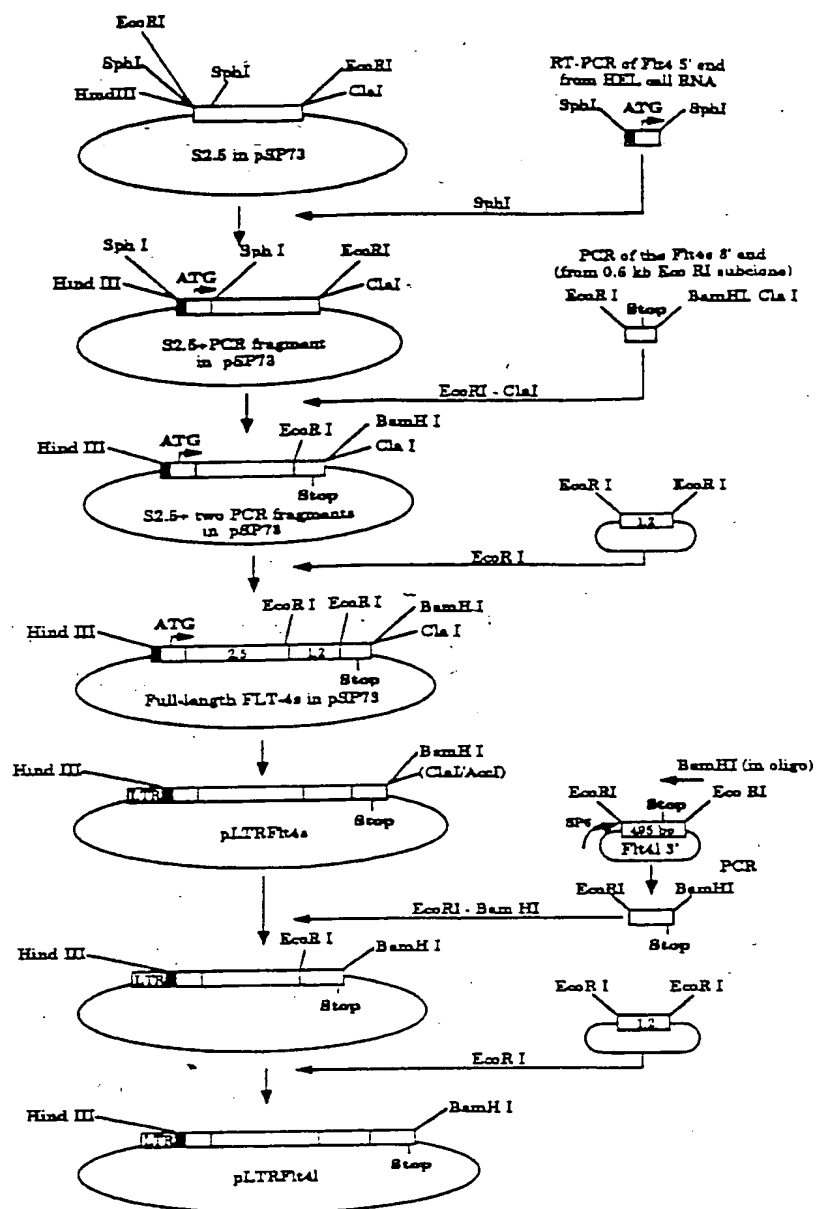 EcoRI
SphI
SphI
EcoRI
HindIII
ClaI
S2.5 in pSP73
RT-PCR of Flt4 5' end
from HEL cell RNA
SphI
ATG
SphI
SphI
Sph I
ATG
Sph I
EcoRI
Hind III
ClaI
S2.5+PCR fragment
in pSP73
PCR of the Flt4s 3' end
(from 0.6 kb Eco RI subclone)
EcoR I
Stop
BamHI, Cla I
EcoRI - ClaI
Hind III
ATG
EcoR I
BamH I
Cla I
Stop
S2.5+ two PCR fragments
in pSP73
EcoR I
EcoR I
1.2
EcoR I
Hind III
ATG
EcoR I
EcoR I
BamH I
Cla I
2.5
1.2
Stop
Full-length FLT-4s in pSP73
Hind III
LTR
BamH I
(ClaI/AccI)
Stop
pLTRFlt4s
BamHI (in oligo)
EcoRI
Stop
Eco RI
SP6
495 bp
Flt4l 3'
PCR
EcoRI
BamHI
Stop
EcoRI - Bam HI
Hind III
LTR
EcoR I
BamH I
Stop
EcoR I
EcoR I
1.2
EcoR I
Hind III
LTR
BamH I
Stop
pLTRFlt4l